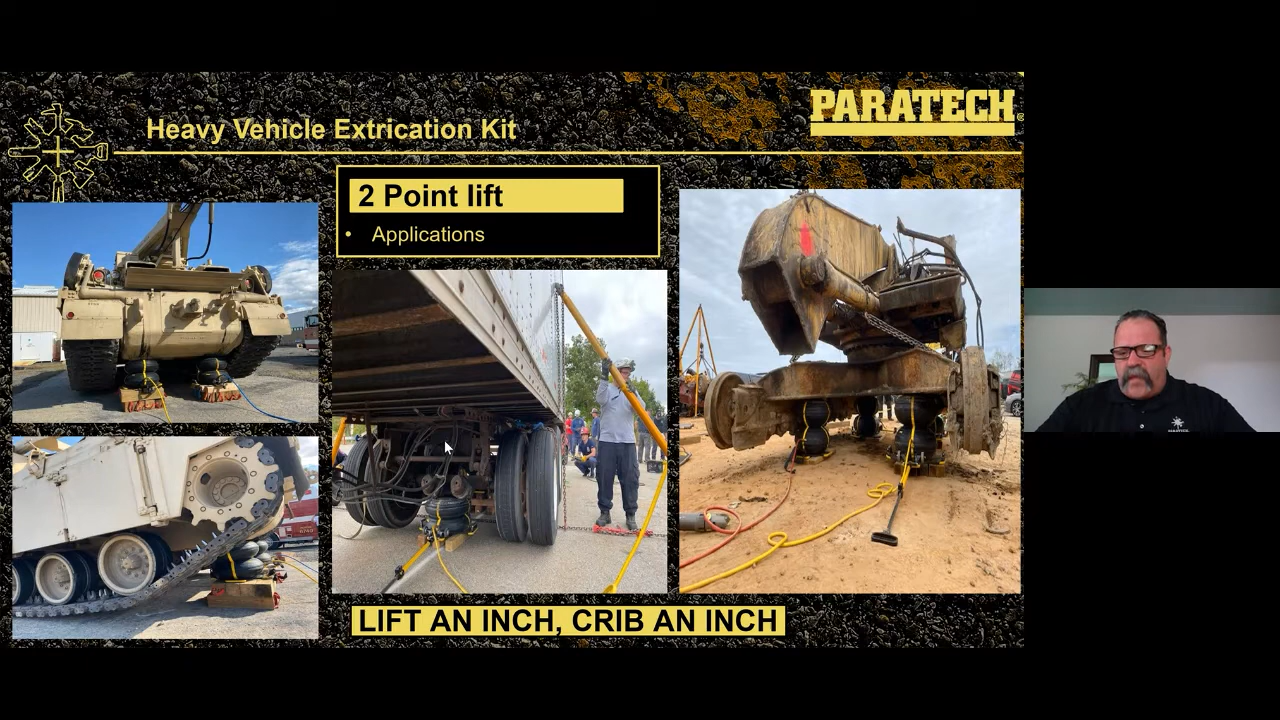 PARATECH
Heavy Vehicle Extrication Kit
2 Point lift
• Applications
LIFT AN INCH, CRIB AN INCH